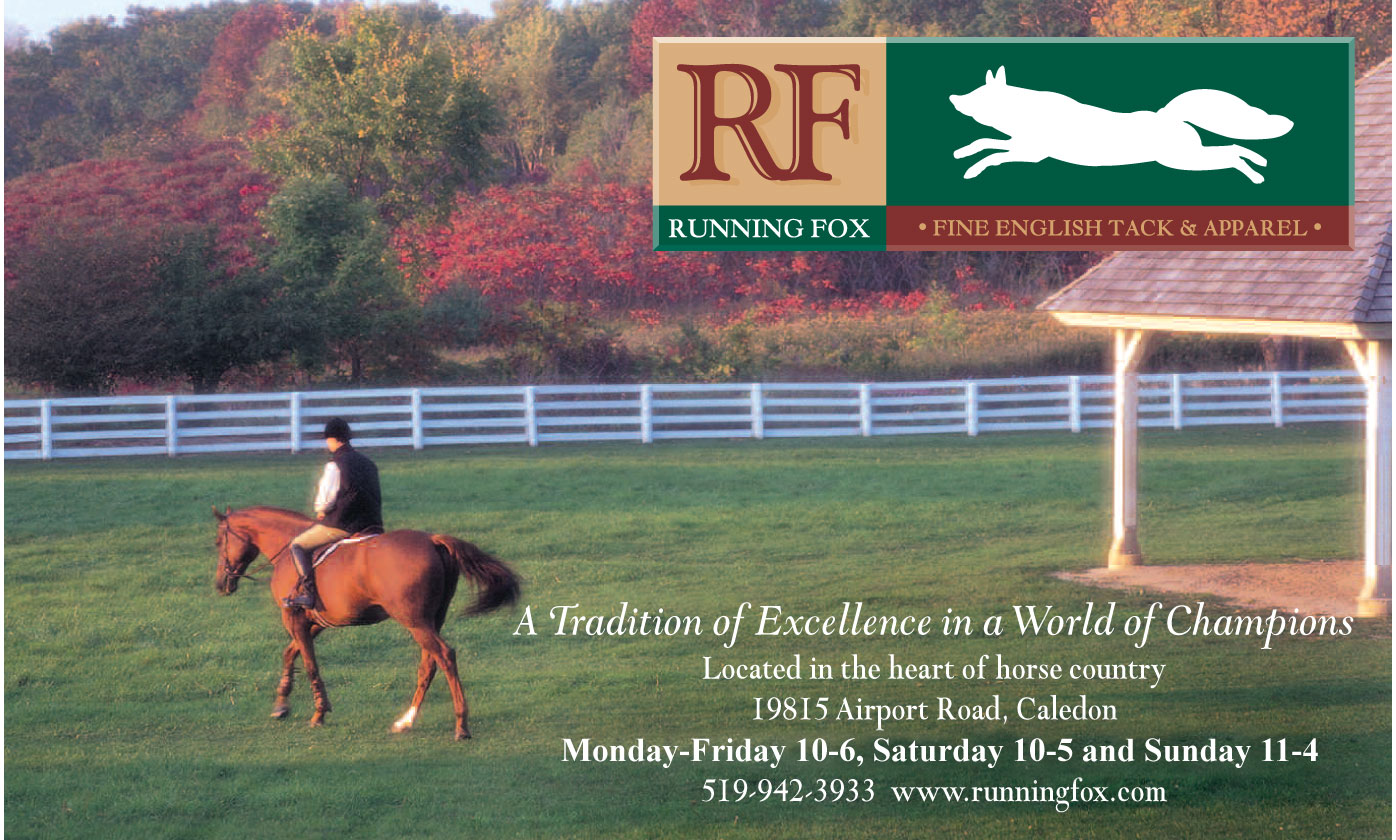 RF
RUNNING FOX
• FINE ENGLISH TACK & APPAREL •
A Tradition of Excellence in a World of Champions
Located in the heart of horse country
19815 Airport Road, Caledon
Monday-Friday 10-6, Saturday 10-5 and Sunday 11-4
519-942-3933 www.runningfox.com